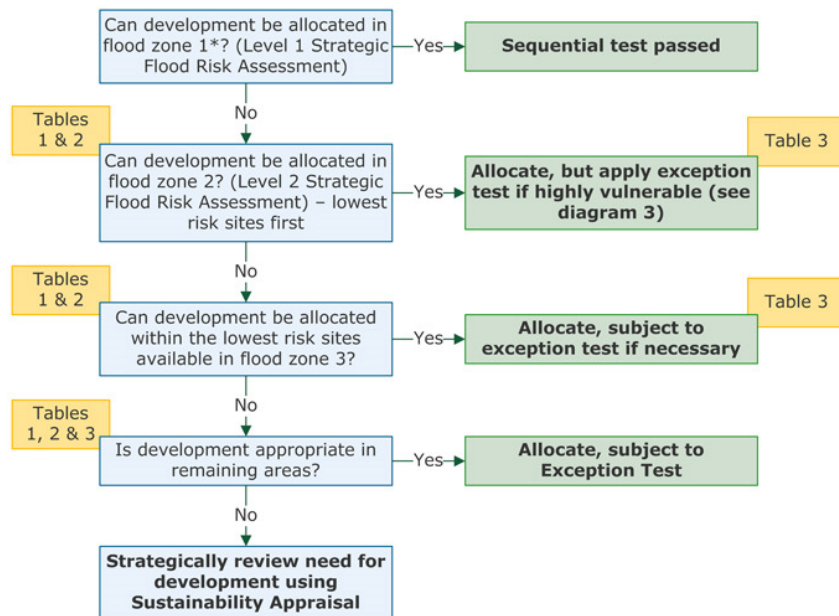 Can development be allocated in
flood zone 1*? (Level 1 Strategic
Flood Risk Assessment)
Yes
Sequential test passed
No
Tables
1 & 2
Can development be allocated in
flood zone 2? (Level 2 Strategic
Flood Risk Assessment) – lowest
risk sites first
Yes
Table 3
Allocate, but apply exception
test if highly vulnerable (see
diagram 3)
No
Tables
1 & 2
Can development be allocated
within the lowest risk sites
available in flood zone 3?
Yes
Table 3
Allocate, subject to
exception test if necessary
No
Tables
1, 2 & 3
Is development appropriate in
remaining areas?
Yes
Allocate, subject to
Exception Test
No
Strategically review need for
development using
Sustainability Appraisal